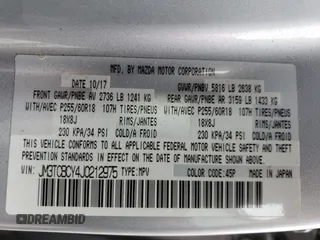 MFD. BY MAZDA MOTOR CORPORATION
DATE 10/17 GVWR/PNBV 5816 LB 2638 KG
FRONT GAWR/PNBE AV 2736 LB 1241 KG REAR GAWR/PNBE AR 3159 LB 1433 KG
WITH/AVEC P255/60R18 107H TIRES/PNEUS WITH/AVEC P255/60R18 107H TIRES/PNEUS
18X8J RIMS/JANTES 18X8J RIMS/JANTES
230 KPA/34 PSI COLD/A FROID 230 KPA/34 PSI COLD/A FROID
THIS VEHICLE CONFORMS TO ALL APPLICABLE FEDERAL MOTOR
VEHICLE SAFETY, BUMPER, AND THEFT PREVENTION STANDARDS
IN EFFECT ON THE DATE OF MANUFACTURE SHOWN ABOVE.
VIN: JM3TCBCY4J0212975 TYPE: MPV COLOR CODE: 45P MADE IN JAPAN
DREAMBID